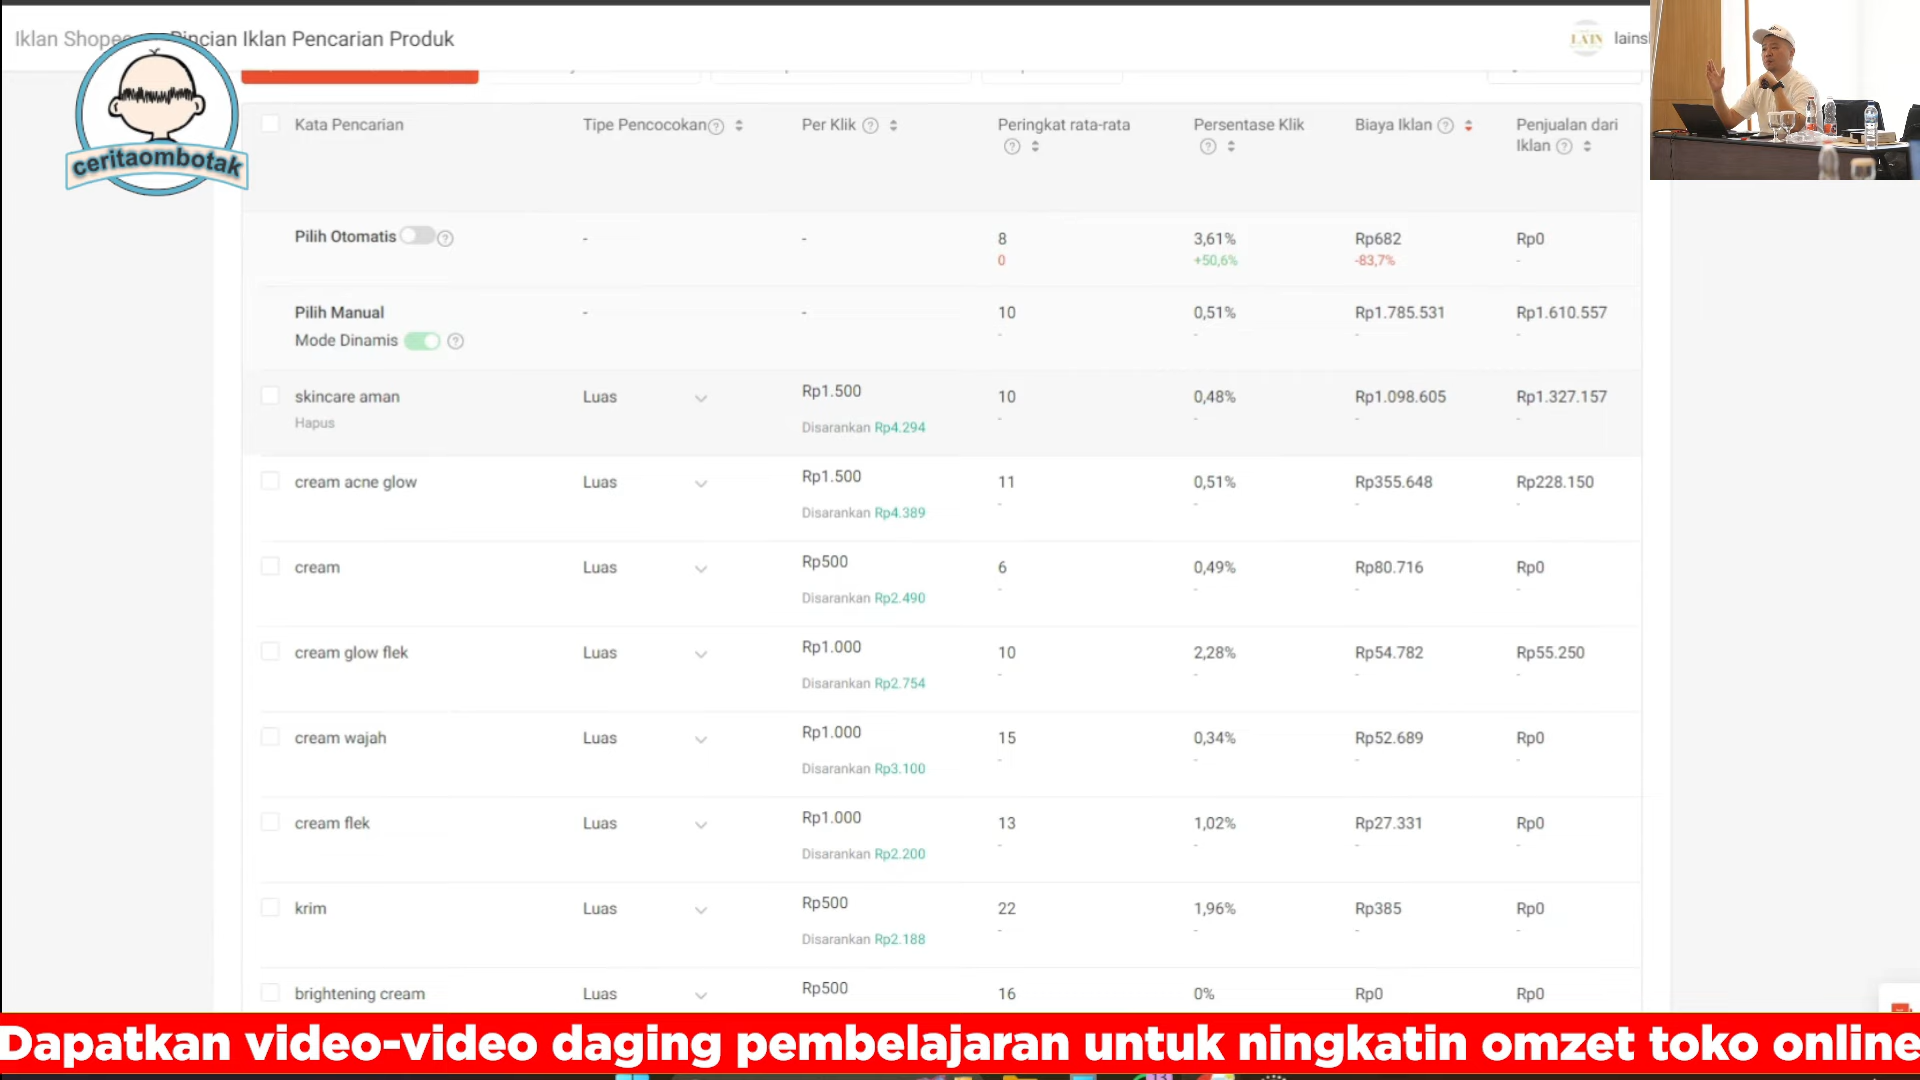 Iklan Shopee
Rincian Iklan Pencarian Produk
LAIN
lains
ceritaombotak
Kata Pencarian
Tipe Pencocokan
Per Klik
Peringkat rata-rata
Persentase Klik
Biaya Iklan
Penjualan dari
Iklan
Pilih Otomatis - - 8 3,61% Rp682 Rp0
0 +50,6% -83,7% -
Pilih Manual - - 10 0,51% Rp1.785.531 Rp1.610.557
Mode Dinamis - - - -
skincare aman Luas Rp1.500 10 0,48% Rp1.098.605 Rp1.327.157
Hapus Disarankan Rp4.294 - - - -
cream acne glow Luas Rp1.500 11 0,51% Rp355.648 Rp228.150
Disarankan Rp4.389 - - - -
cream Luas Rp500 6 0,49% Rp80.716 Rp0
Disarankan Rp2.490 - - - -
cream glow flek Luas Rp1.000 10 2,28% Rp54.782 Rp55.250
Disarankan Rp2.754 - - - -
cream wajah Luas Rp1.000 15 0,34% Rp52.689 Rp0
Disarankan Rp3.100 - - - -
cream flek Luas Rp1.000 13 1,02% Rp27.331 Rp0
Disarankan Rp2.200 - - - -
krim Luas Rp500 22 1,96% Rp385 Rp0
Disarankan Rp2.188 - - - -
brightening cream Luas Rp500 16 0% Rp0 Rp0
Dapatkan video-video daging pembelajaran untuk ningkatin omzet toko online